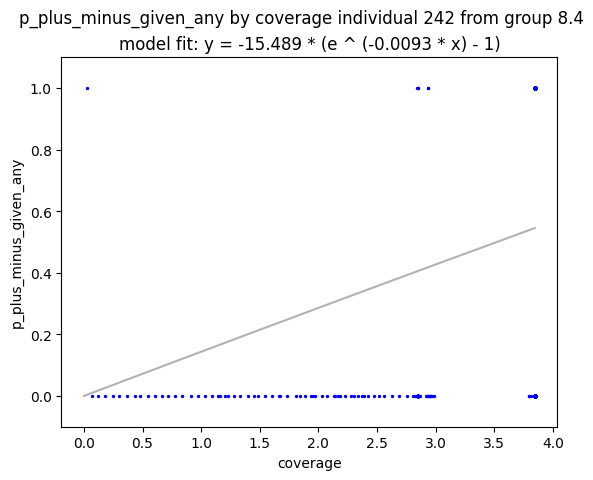 p_plus_minus_given_any by coverage individual 242 from group 8.4
model fit: y = -15.489 * (e ^ (-0.0093 * x) - 1)
1.0
0.8
0.6
0.4
0.2
0.0
p_plus_minus_given_any
0.0 0.5 1.0 1.5 2.0 2.5 3.0 3.5 4.0
coverage